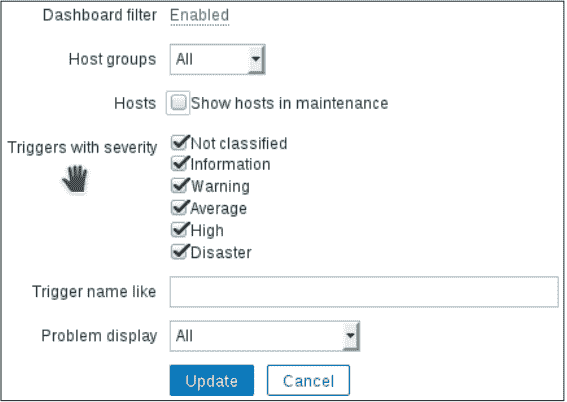 Dashboard filter Enabled
Host groups All
Hosts Show hosts in maintenance
Triggers with severity Not classified
Information
Warning
Average
High
Disaster
Trigger name like
Problem display All
Update Cancel